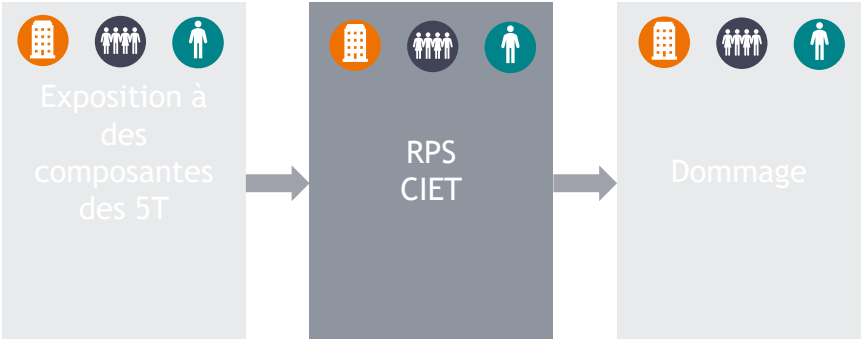 Exposition à
des
composantes
des 5T
RPS
CIET
Dommage